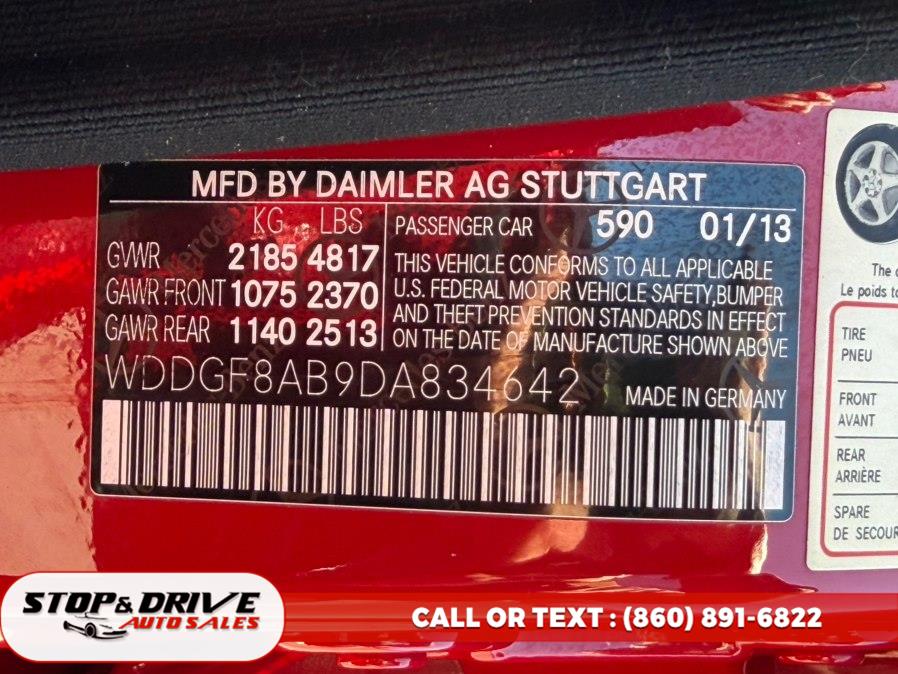 MFD BY DAIMLER AG STUTTGART
KG LBS
GVWR 2185 4817
GAWR FRONT 1075 2370
GAWR REAR 1140 2513
PASSENGER CAR 590 01/13
THIS VEHICLE CONFORMS TO ALL APPLICABLE
U.S. FEDERAL MOTOR VEHICLE SAFETY,BUMPER
AND THEFT PREVENTION STANDARDS IN EFFECT
ON THE DATE OF MANUFACTURE SHOWN ABOVE
WDDGF8AB9DA834642 MADE IN GERMANY
The
Le poids
TIRE
PNEU
FRONT
AVANT
REAR
ARRIÈRE
SPARE
DE SECOUR
STOP & DRIVE
AUTO SALES
CALL OR TEXT : (860) 891-6822